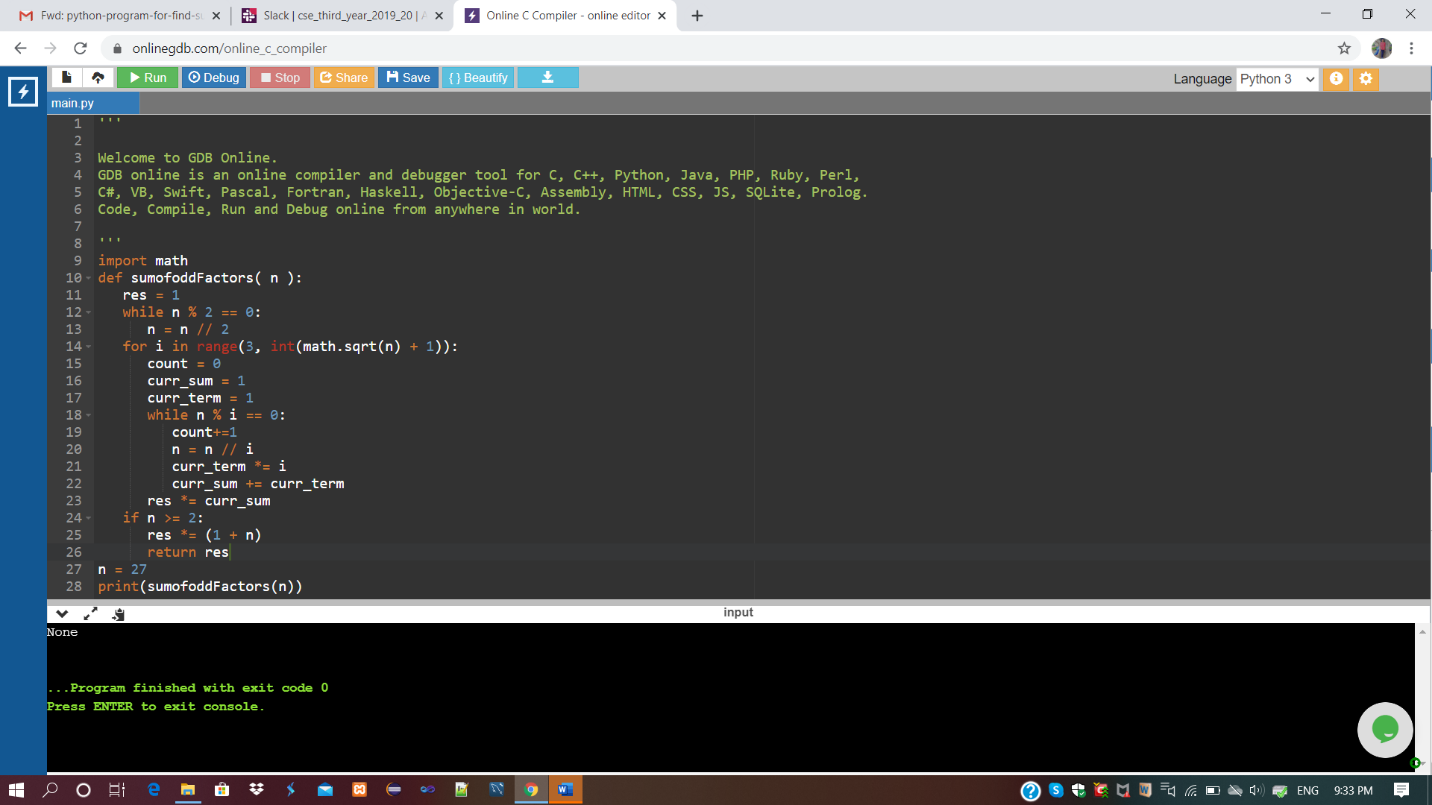 Fwd: python-program-for-find-su
Slack | cse_third_year_2019_20 | A
Online C Compiler - online editor
onlinegdb.com/online_c_compiler
Run Debug Stop Share Save { } Beautify Language Python 3
main.py
1 '''
2
3 Welcome to GDB Online.
4 GDB online is an online compiler and debugger tool for C, C++, Python, Java, PHP, Ruby, Perl,
5 C#, VB, Swift, Pascal, Fortran, Haskell, Objective-C, Assembly, HTML, CSS, JS, SQLite, Prolog.
6 Code, Compile, Run and Debug online from anywhere in world.
7
8 '''
9 import math
10 def sumofoddFactors( n ):
11    res = 1
12    while n % 2 == 0:
13       n = n // 2
14    for i in range(3, int(math.sqrt(n) + 1)):
15       count = 0
16       curr_sum = 1
17       curr_term = 1
18       while n % i == 0:
19          count+=1
20          n = n // i
21          curr_term *= i
22          curr_sum += curr_term
23       res *= curr_sum
24    if n >= 2:
25       res *= (1 + n)
26       return res
27 n = 27
28 print(sumofoddFactors(n))
input
None
...Program finished with exit code 0
Press ENTER to exit console.
ENG 9:33 PM